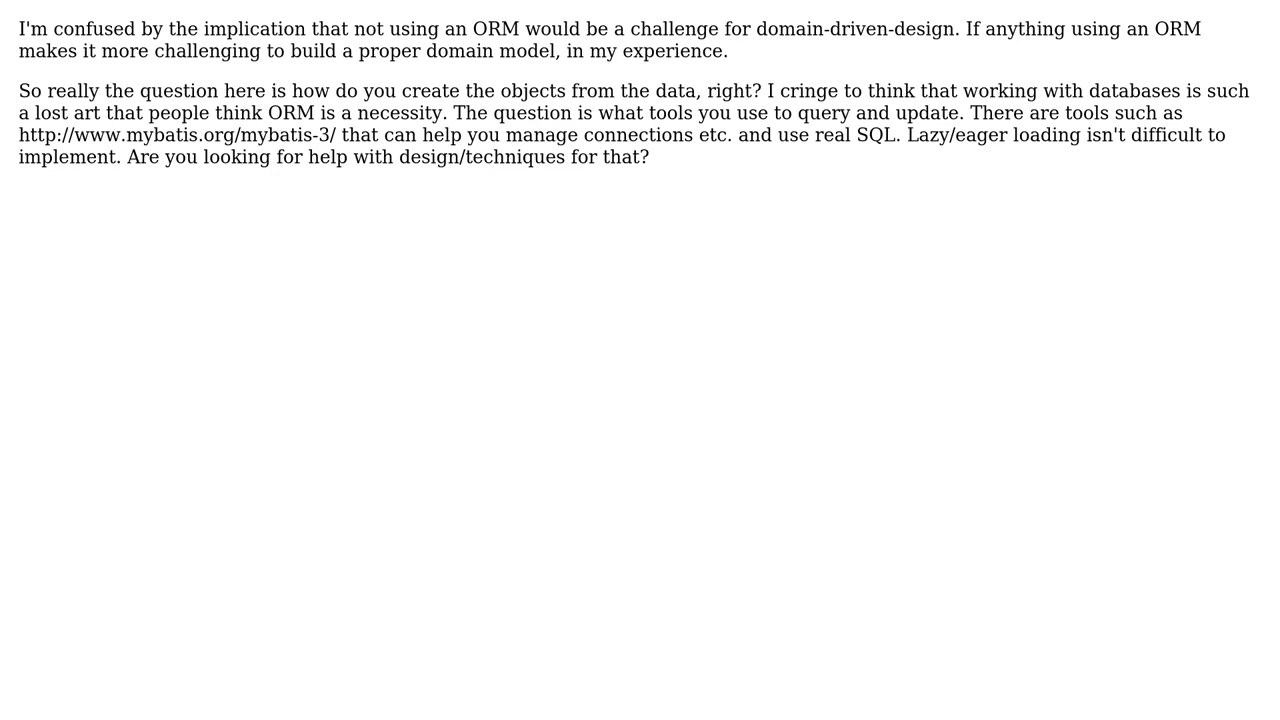 I'm confused by the implication that not using an ORM would be a challenge for domain-driven-design. If anything using an ORM
makes it more challenging to build a proper domain model, in my experience.
So really the question here is how do you create the objects from the data, right? I cringe to think that working with databases is such
a lost art that people think ORM is a necessity. The question is what tools you use to query and update. There are tools such as
http://www.mybatis.org/mybatis-3/ that can help you manage connections etc. and use real SQL. Lazy/eager loading isn't difficult to
implement. Are you looking for help with design/techniques for that?